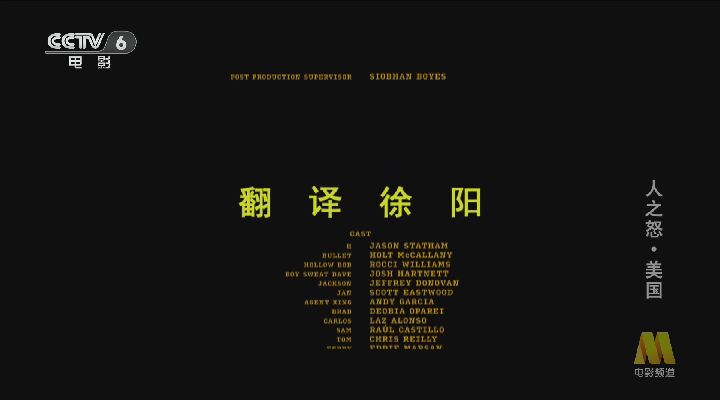 CCTV 6
电影
POST PRODUCTION SUPERVISOR SIOBHAN BOYES
翻译徐阳
CAST
H JASON STATHAM
BULLET HOLT McCALLANY
HOLLOW BOB ROCCI WILLIAMS
BOY SWEAT DAVE JOSH HARTNETT
JACKSON JEFFREY DONOVAN
JAN SCOTT EASTWOOD
AGENT KING ANDY GARCIA
BRAD DEOBIA OPAREI
CARLOS LAZ ALONSO
SAM RAÚL CASTILLO
TOM CHRIS REILLY
TERRY EDDIE MARSAN
人之怒·美国
电影频道